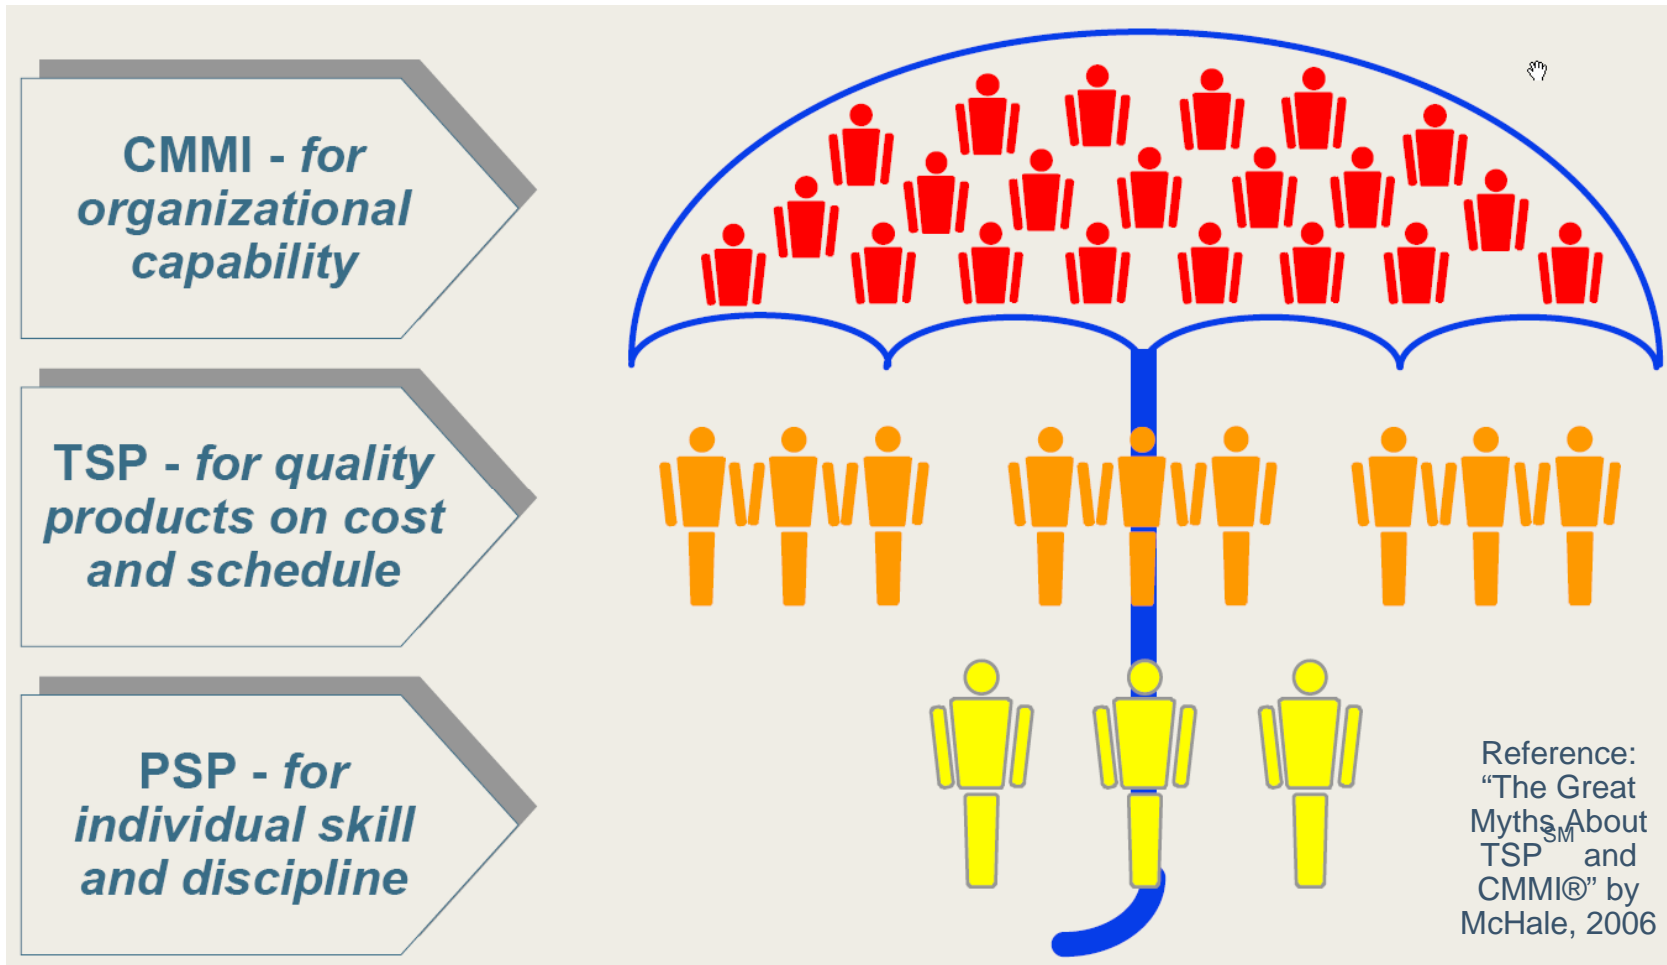 CMMI - for
organizational
capability
TSP - for quality
products on cost
and schedule
PSP - for
individual skill
and discipline
Reference:
“The Great
Myths About
TSP℠ and
CMMI®” by
McHale, 2006